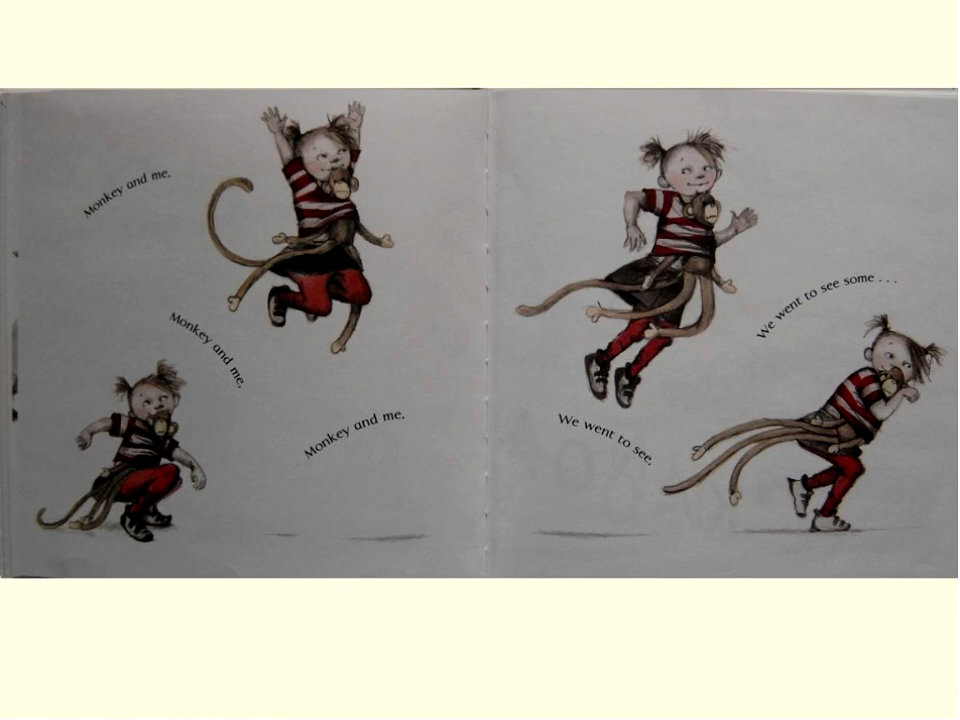 Monkey and me,
Monkey and me,
Monkey and me,
We went to see,
We went to see some . . .